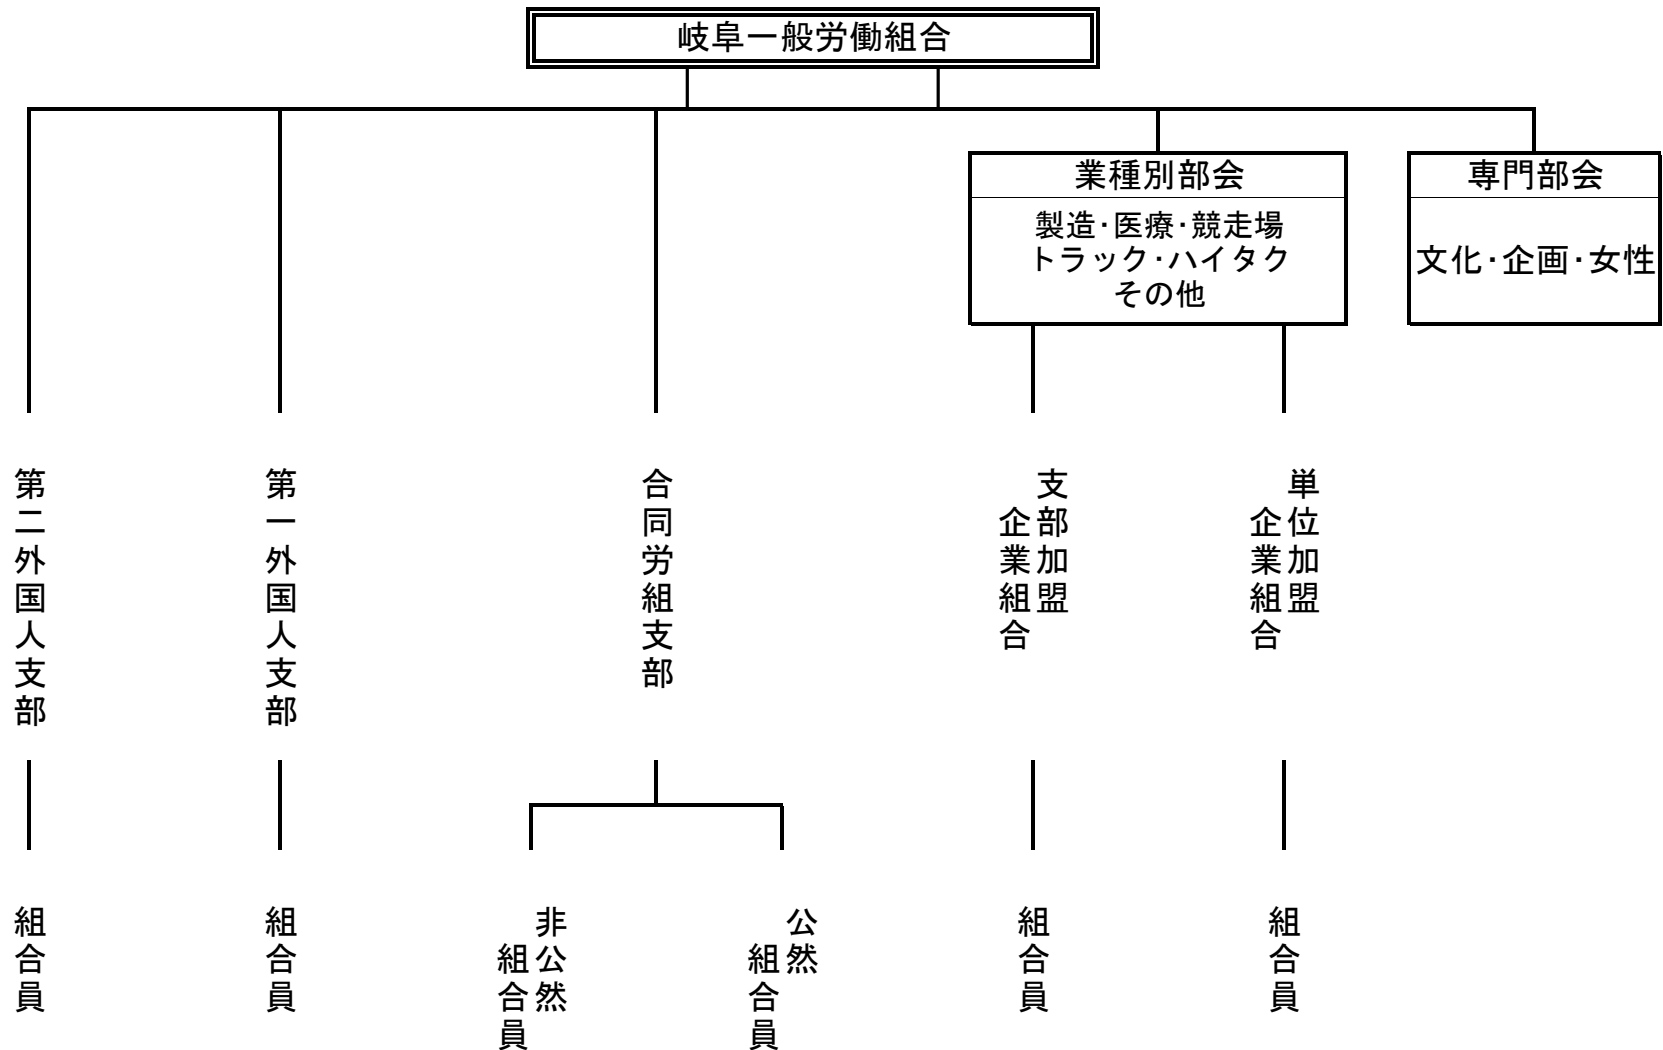 岐阜一般労働組合
業種別部会
製造・医療・競走場
トラック・ハイタク
その他
専門部会
文化・企画・女性
単位加盟
企業組合
支部加盟
企業組合
合同労組支部
第一外国人支部
第二外国人支部
組合員
組合員
公然
組合員
非公然
組合員
組合員
組合員